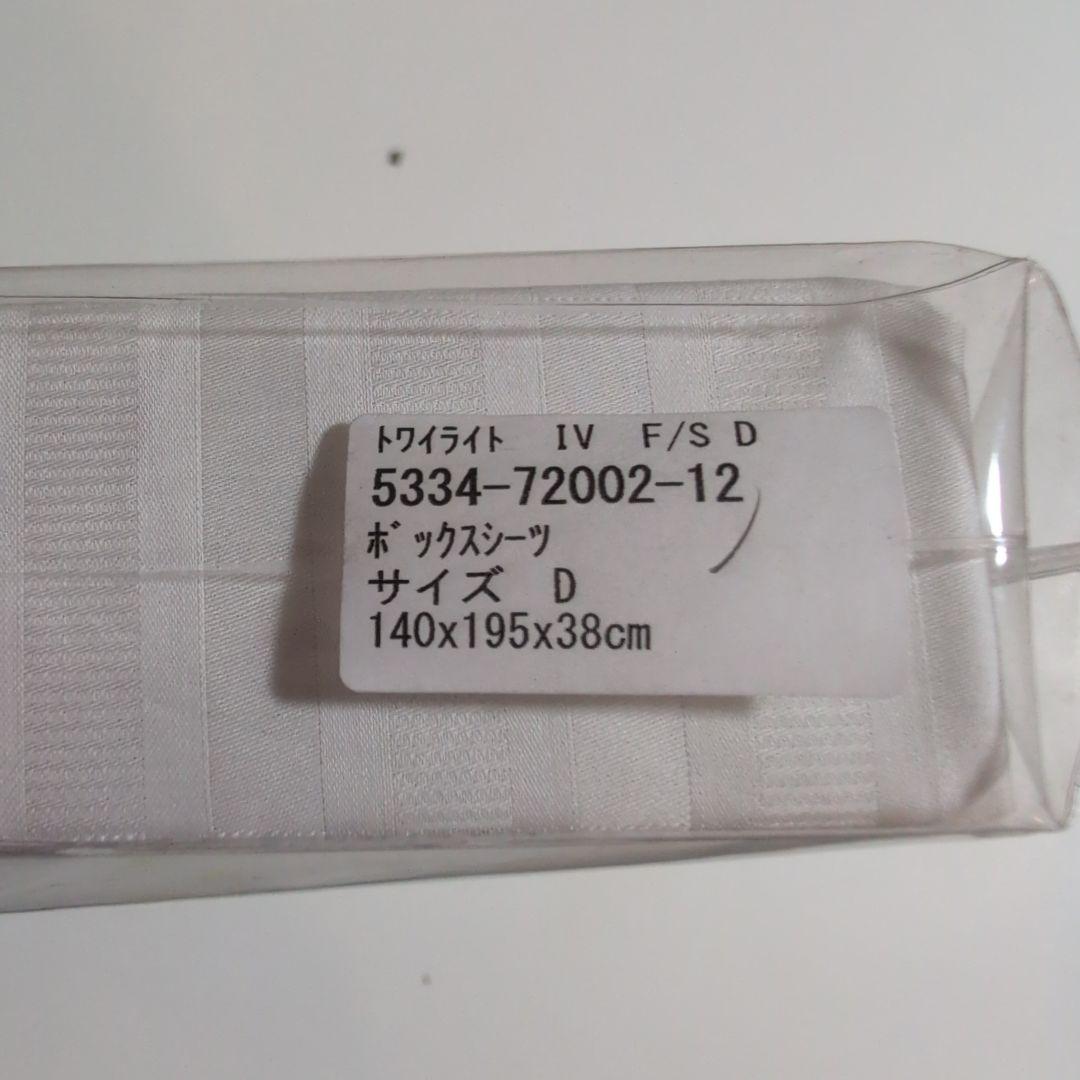 ﾄﾜｲﾗｲﾄ IV F/S D
5334-72002-12
ﾎﾞｯｸｽｼｰﾂ
サイズ D
140x195x38cm